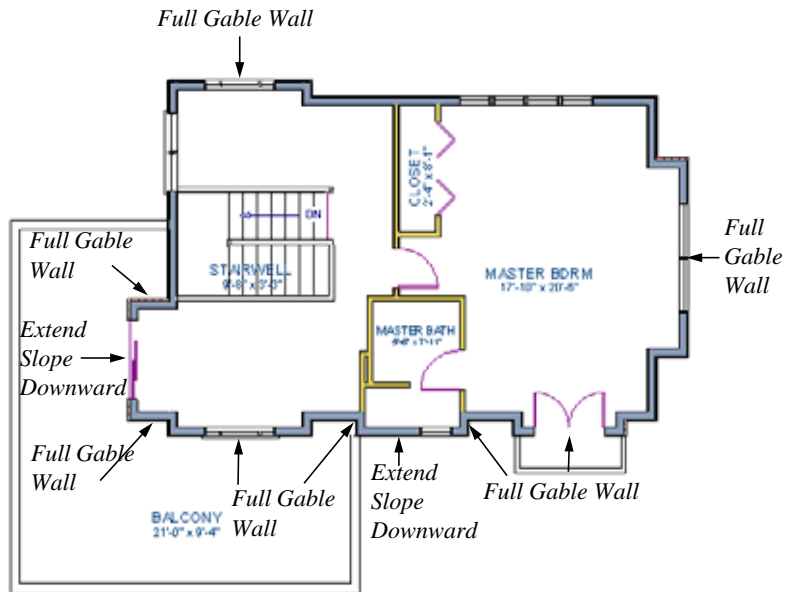 Full Gable Wall
CLOSET
2'-4" x 8'-1"
DN
Full Gable
Wall
STAIRWELL
Full
Gable
Wall
MASTER BDRM
17'-10" x 20'-6"
Extend
Slope
Downward
MASTER BATH
Full Gable
Wall
Full Gable
Wall
Extend
Slope
Downward
Full Gable Wall
BALCONY
21'-0" x 9'-4"